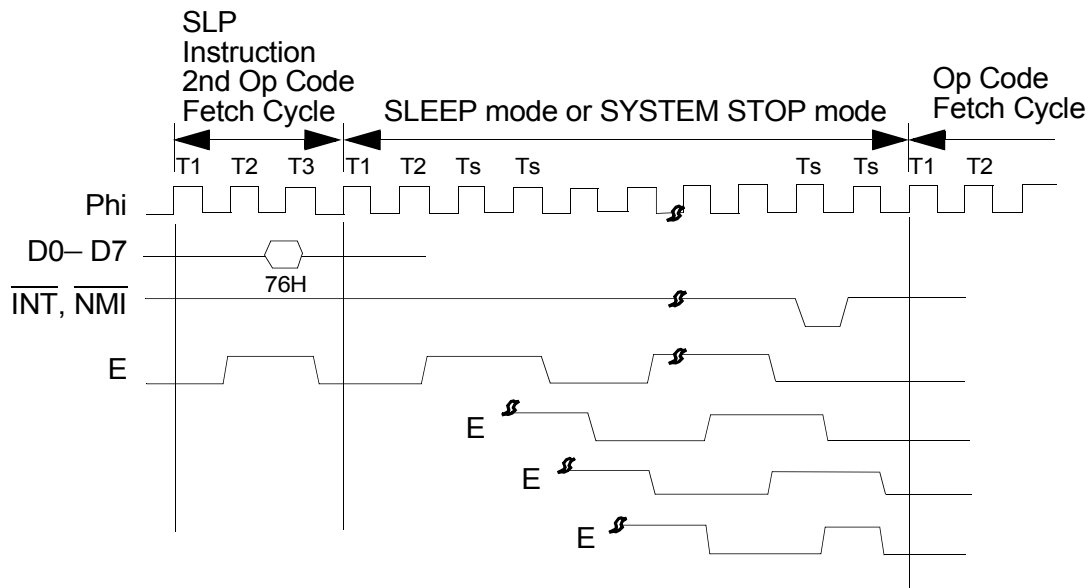 SLP
Instruction
2nd Op Code
Fetch Cycle
SLEEP mode or SYSTEM STOP mode
Op Code
Fetch Cycle
T1 T2 T3 T1 T2 Ts Ts Ts Ts T1 T2
Phi
D0– D7
76H
INT, NMI
E
E
E
E